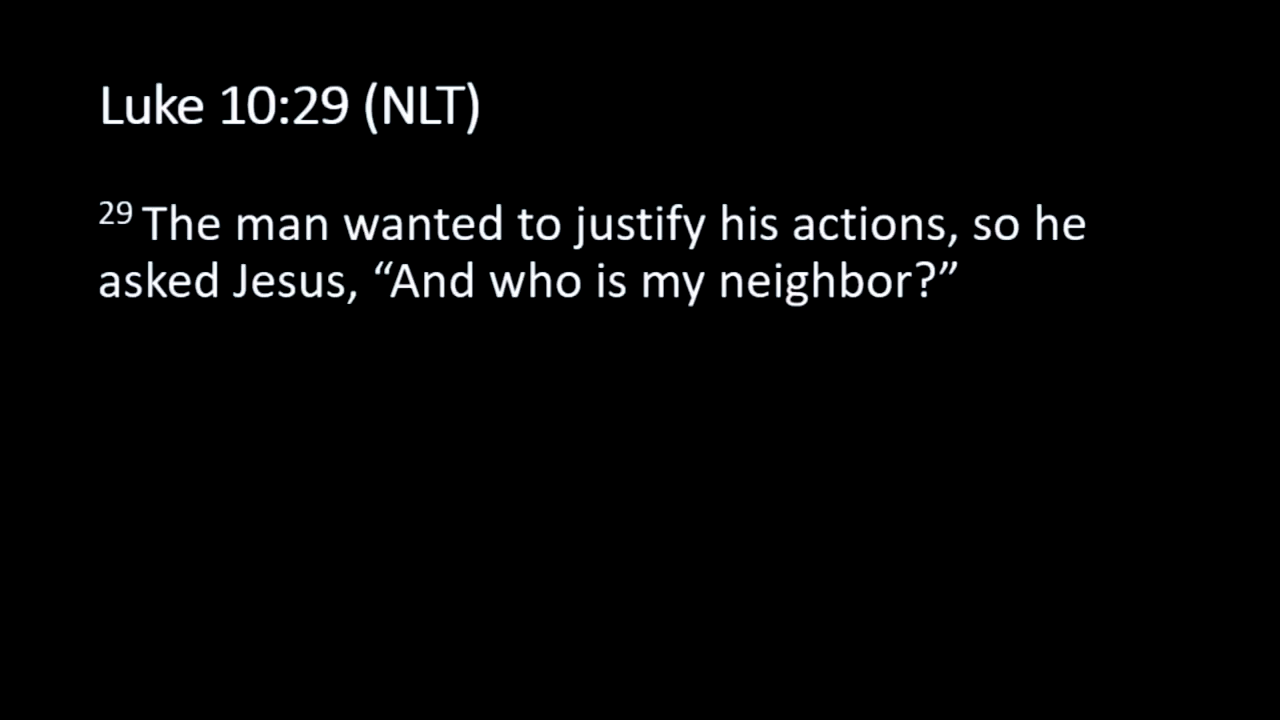 Luke 10:29 (NLT)
29 The man wanted to justify his actions, so he
asked Jesus, “And who is my neighbor?”